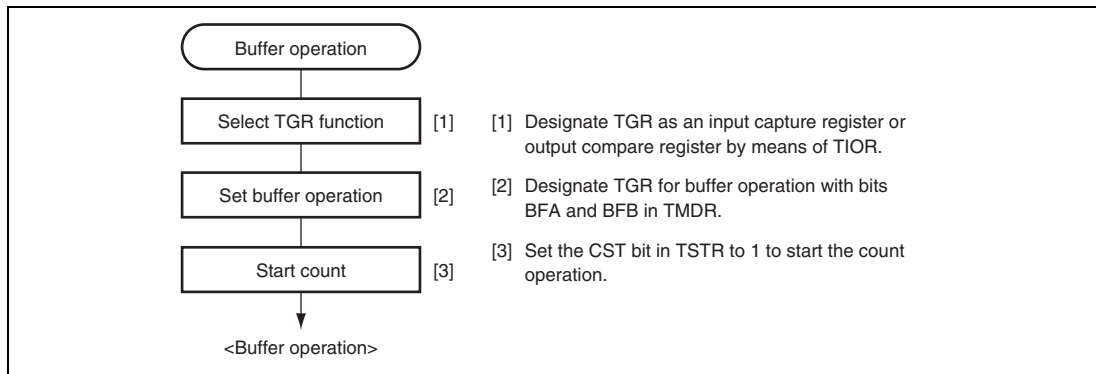 Buffer operation
Select TGR function [1]
Set buffer operation [2]
Start count [3]
<Buffer operation>
[1] Designate TGR as an input capture register or
output compare register by means of TIOR.
[2] Designate TGR for buffer operation with bits
BFA and BFB in TMDR.
[3] Set the CST bit in TSTR to 1 to start the count
operation.